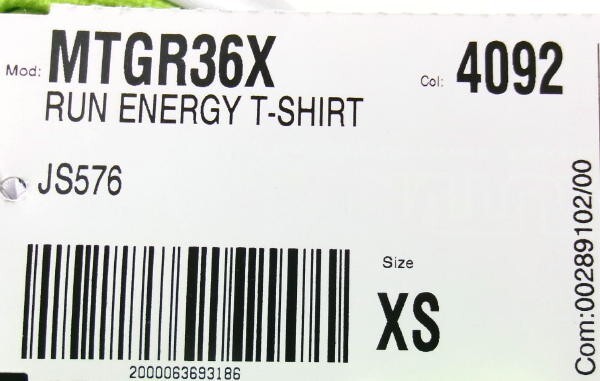 Mod: MTGR36X Col: 4092
RUN ENERGY T-SHIRT
JS576
Size
XS
2000063693186
Com:00289102/00